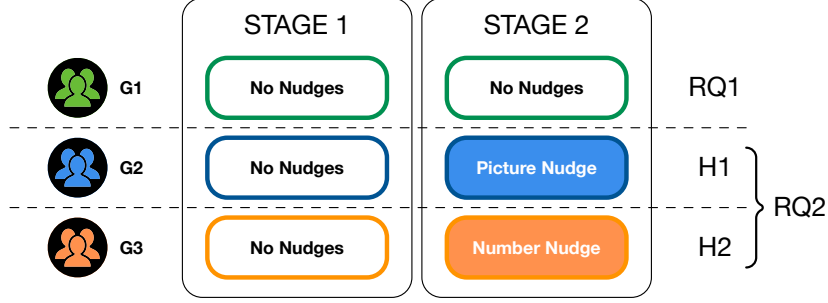 STAGE 1
STAGE 2
G1
No Nudges
No Nudges
RQ1
G2
No Nudges
Picture Nudge
H1
RQ2
G3
No Nudges
Number Nudge
H2